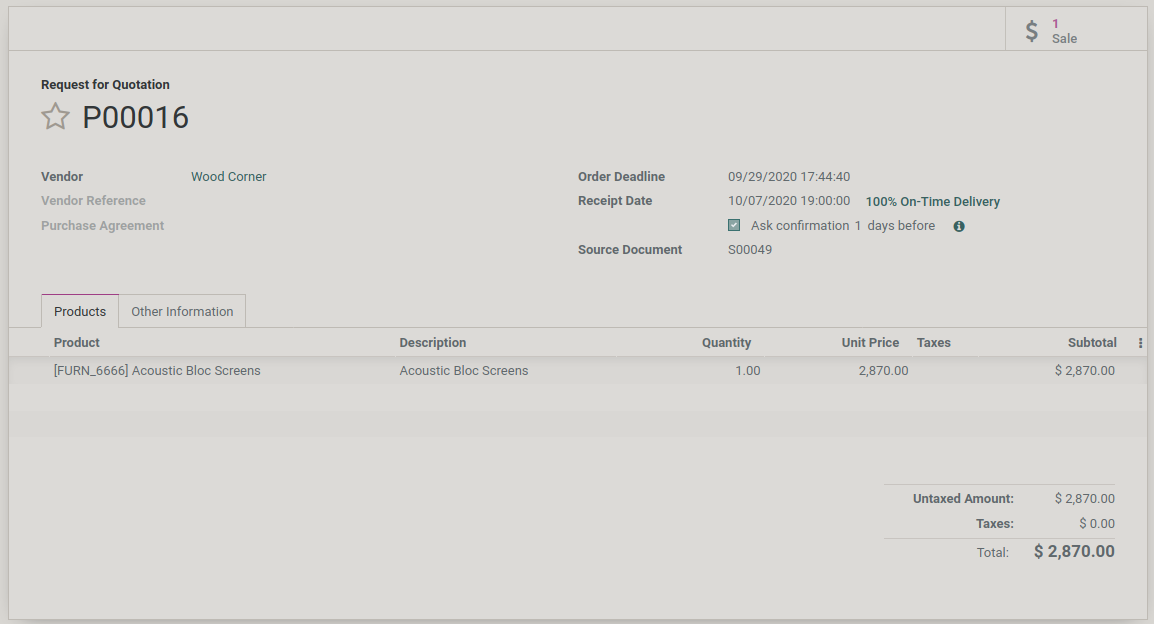 1
Sale
Request for Quotation
P00016
Vendor Wood Corner
Vendor Reference
Purchase Agreement
Order Deadline 09/29/2020 17:44:40
Receipt Date 10/07/2020 19:00:00 100% On-Time Delivery
Ask confirmation 1 days before
Source Document S00049
Products Other Information
Product Description Quantity Unit Price Taxes Subtotal
[FURN_6666] Acoustic Bloc Screens Acoustic Bloc Screens 1.00 2,870.00 $ 2,870.00
Untaxed Amount: $ 2,870.00
Taxes: $ 0.00
Total: $ 2,870.00